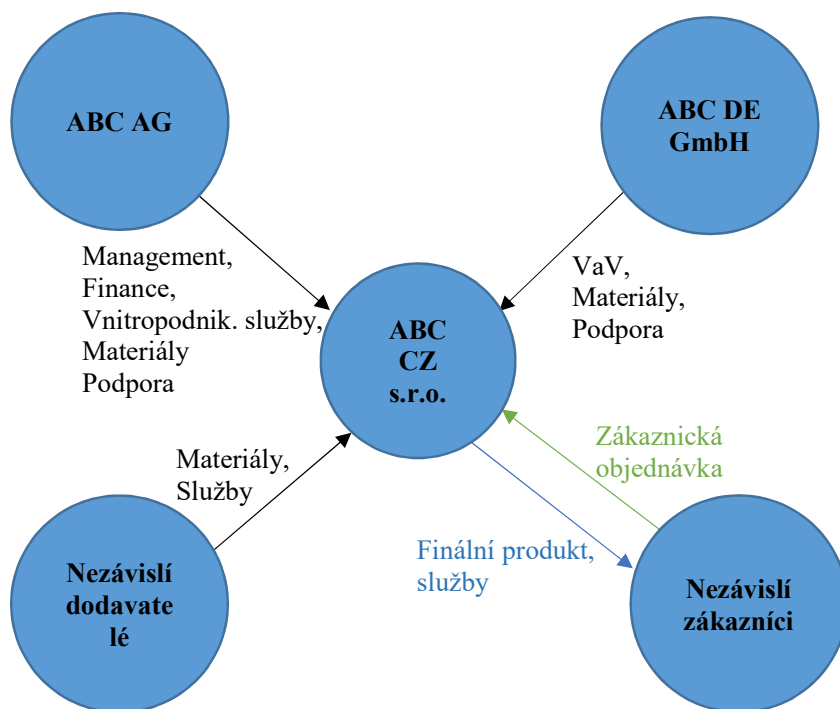 ABC AG
ABC DE
GmbH
Management,
Finance,
Vnitropodnik. služby,
Materiály
Podpora
VaV,
Materiály,
Podpora
ABC
CZ
s.r.o.
Materiály,
Služby
Zákaznická
objednávka
Finální produkt,
služby
Nezávislí
dodavate
lé
Nezávislí
zákazníci